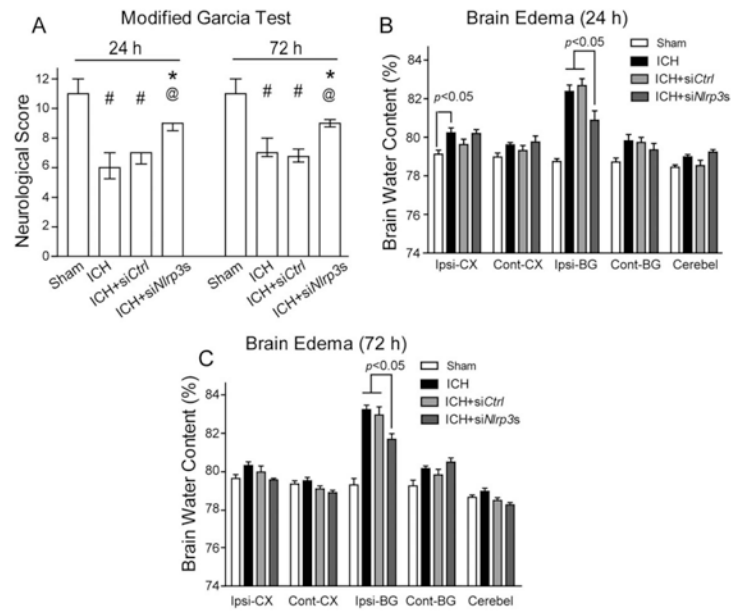 A
Modified Garcia Test
24 h
72 h
Neurological Score
12
10
8
6
4
2
0
# # * @
# # * @
Sham
ICH
ICH+siCtrl
ICH+siNlrp3s
Sham
ICH
ICH+siCtrl
ICH+siNlrp3s
B
Brain Edema (24 h)
Brain Water Content (%)
84
82
80
78
76
74
p<0.05
p<0.05
Sham
ICH
ICH+siCtrl
ICH+siNlrp3s
Ipsi-CX Cont-CX Ipsi-BG Cont-BG Cerebel
C
Brain Edema (72 h)
Brain Water Content (%)
84
82
80
78
76
74
p<0.05
Sham
ICH
ICH+siCtrl
ICH+siNlrp3s
Ipsi-CX Cont-CX Ipsi-BG Cont-BG Cerebel